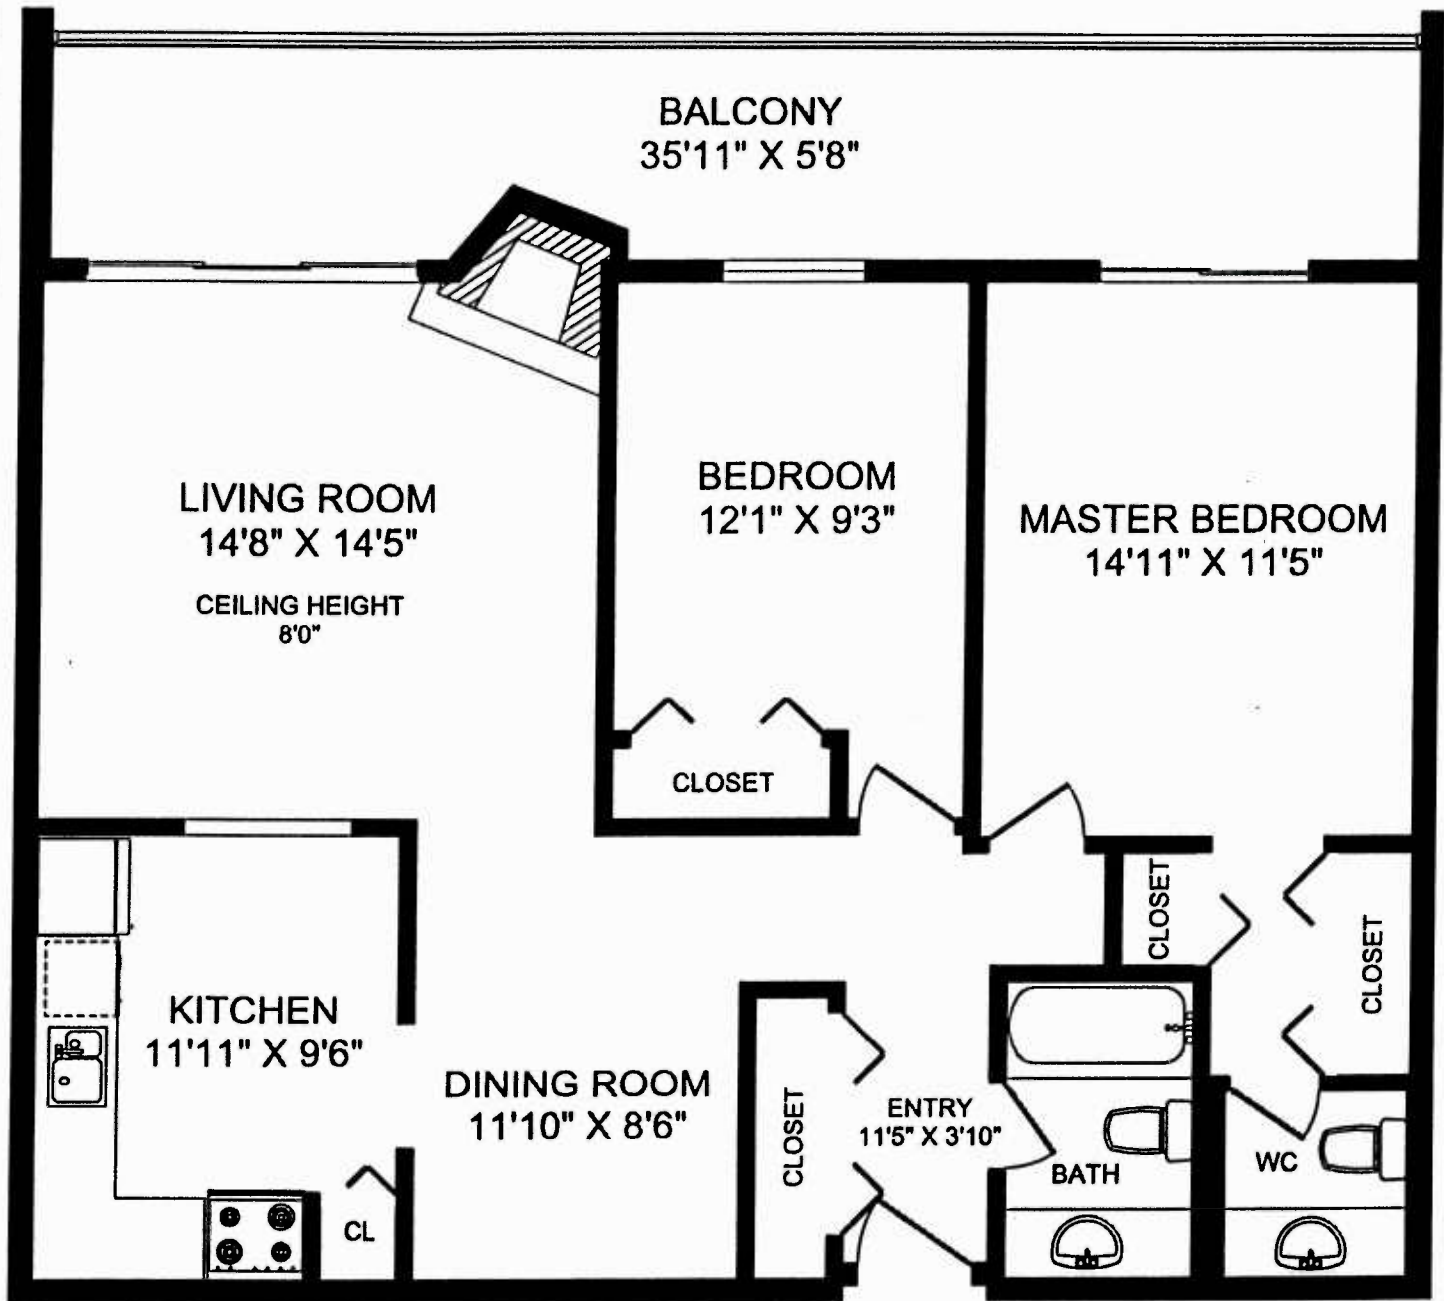 BALCONY
35'11" X 5'8"
LIVING ROOM
14'8" X 14'5"
CEILING HEIGHT
8'0"
BEDROOM
12'1" X 9'3"
MASTER BEDROOM
14'11" X 11'5"
CLOSET
CLOSET
CLOSET
KITCHEN
11'11" X 9'6"
DINING ROOM
11'10" X 8'6"
CLOSET
ENTRY
11'5" X 3'10"
BATH
WC
CL